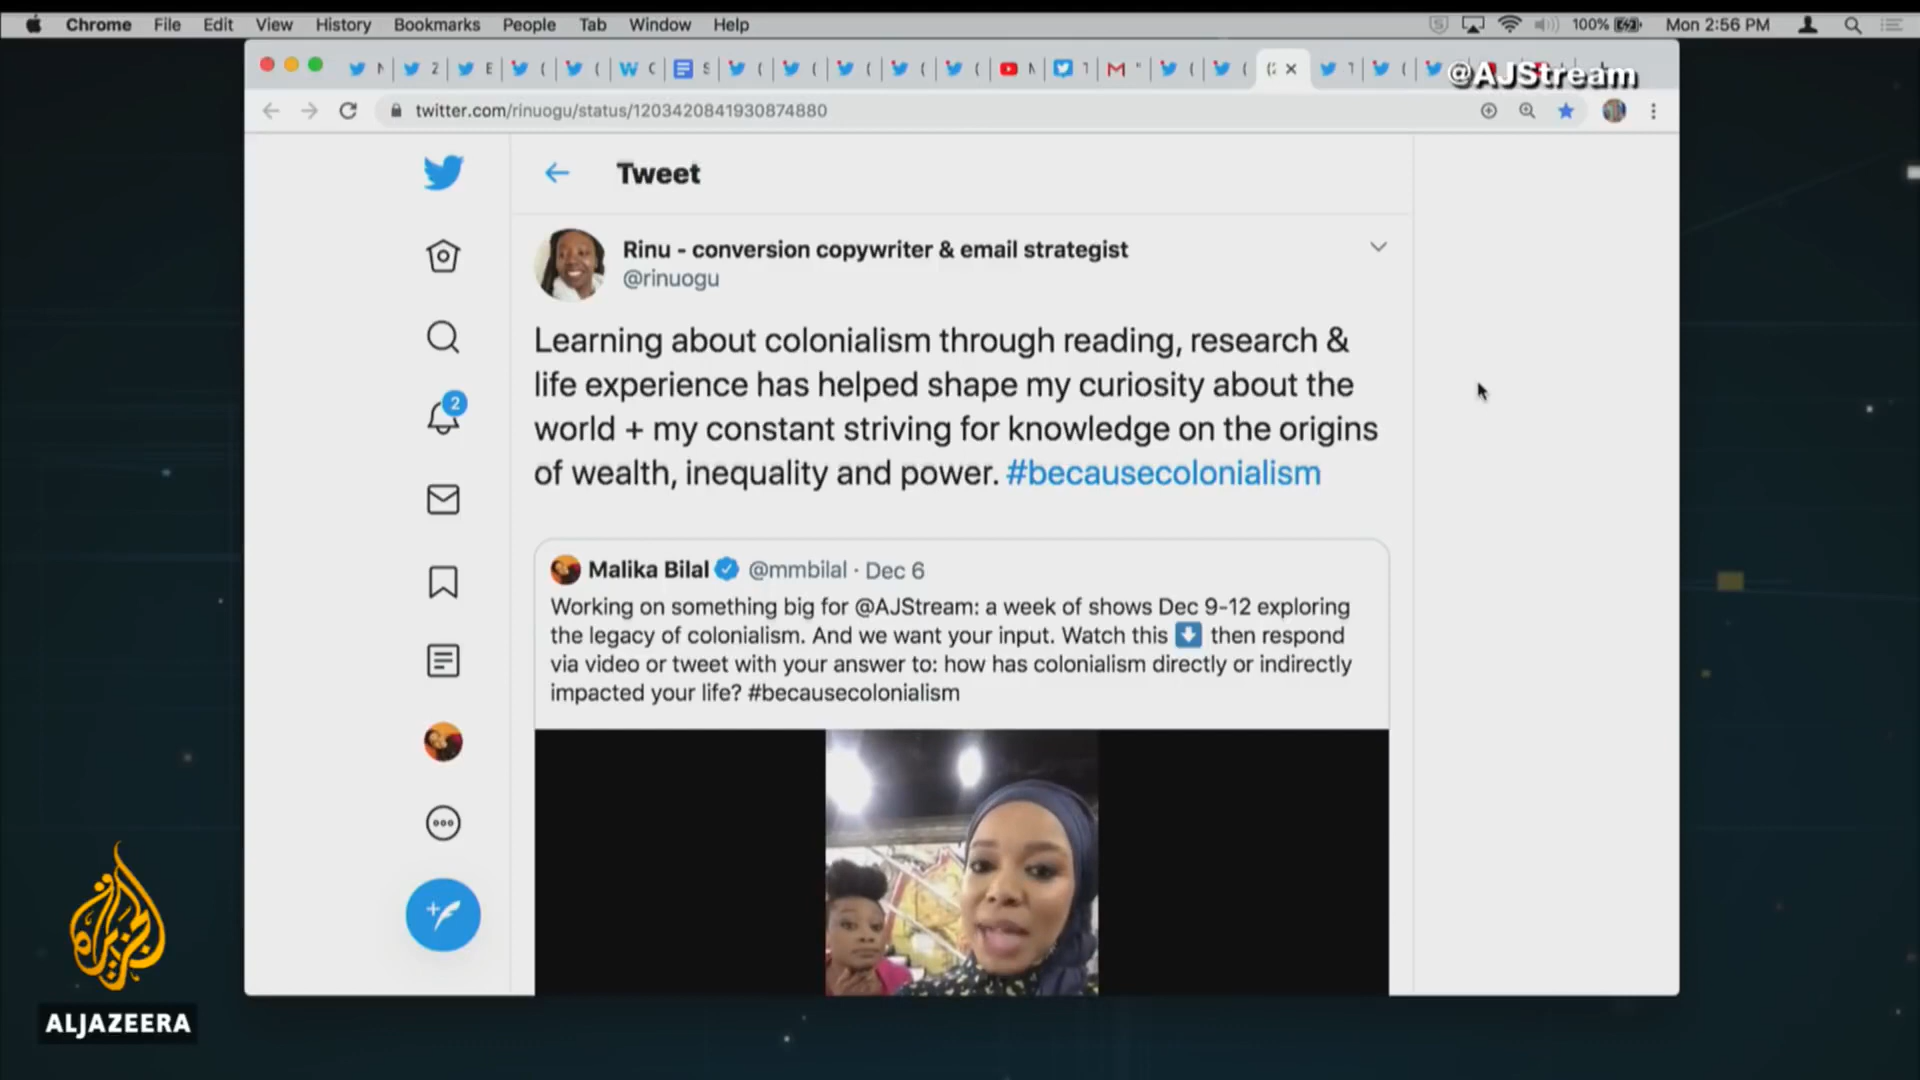 Chrome File Edit View History Bookmarks People Tab Window Help 100% Mon 2:56 PM
@AJStream
twitter.com/rinuogu/status/1203420841930874880
Tweet
Rinu - conversion copywriter & email strategist
@rinuogu
Learning about colonialism through reading, research &
life experience has helped shape my curiosity about the
world + my constant striving for knowledge on the origins
of wealth, inequality and power. #becausecolonialism
2
Malika Bilal @mmbilal · Dec 6
Working on something big for @AJStream: a week of shows Dec 9-12 exploring
the legacy of colonialism. And we want your input. Watch this ⬇ then respond
via video or tweet with your answer to: how has colonialism directly or indirectly
impacted your life? #becausecolonialism
الجزيرة
ALJAZEERA